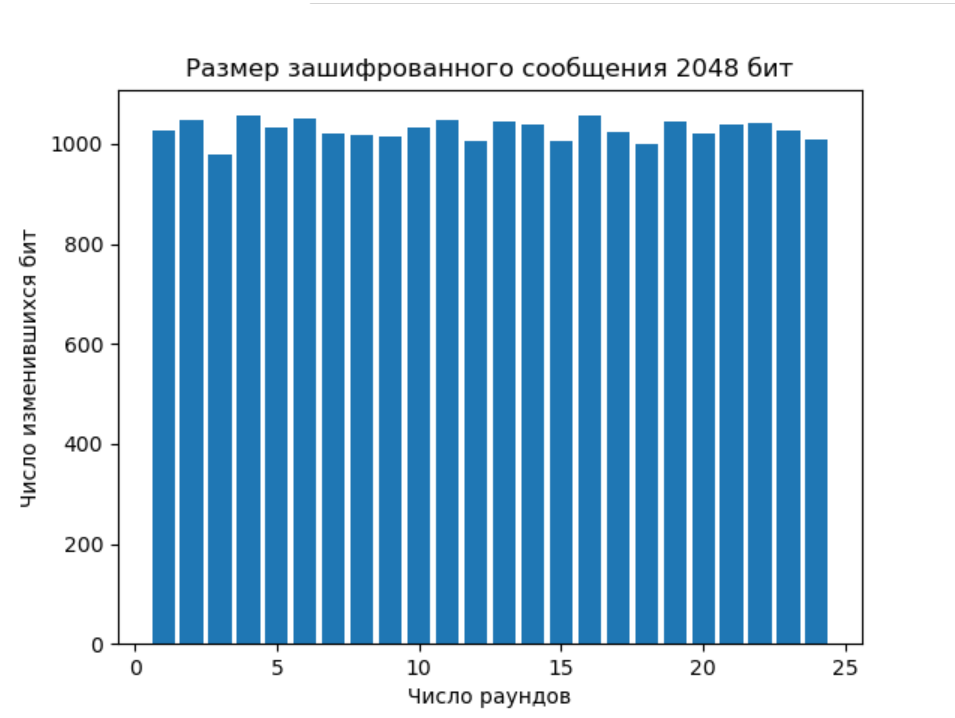 Размер зашифрованного сообщения 2048 бит
1000
800
600
400
200
0
Число изменившихся бит
0 5 10 15 20 25
Число раундов